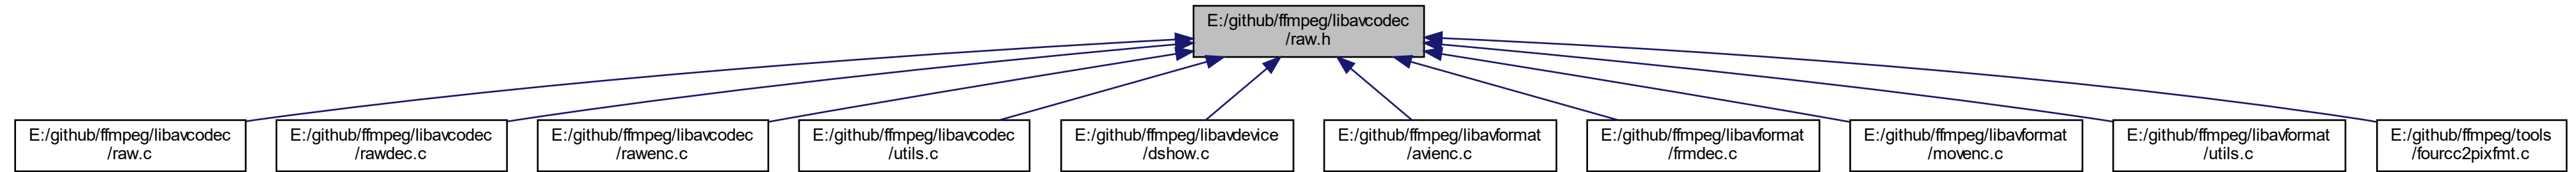 E:/github/ffmpeg/libavcodec
/raw.h
E:/github/ffmpeg/libavcodec
/raw.c
E:/github/ffmpeg/libavcodec
/rawdec.c
E:/github/ffmpeg/libavcodec
/rawenc.c
E:/github/ffmpeg/libavcodec
/utils.c
E:/github/ffmpeg/libavdevice
/dshow.c
E:/github/ffmpeg/libavformat
/avienc.c
E:/github/ffmpeg/libavformat
/frmdec.c
E:/github/ffmpeg/libavformat
/movenc.c
E:/github/ffmpeg/libavformat
/utils.c
E:/github/ffmpeg/tools
/fourcc2pixfmt.c